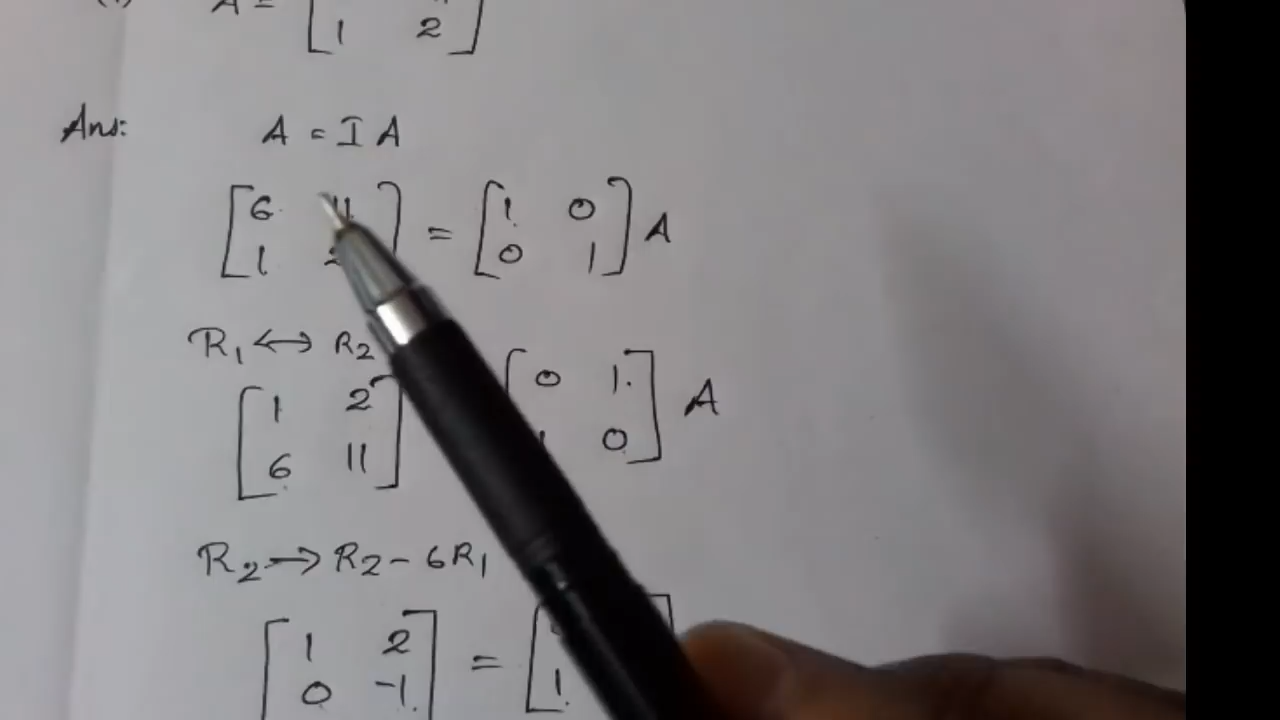 A =
1 2
Ans: A = I A
[6 11] = [1 0] A
[1 2] [0 1]
R₁ ↔ R₂
[1 2] [0 1] A
[6 11] [1 0]
R₂ → R₂ - 6R₁
[1 2] = [
[0 -1] [1